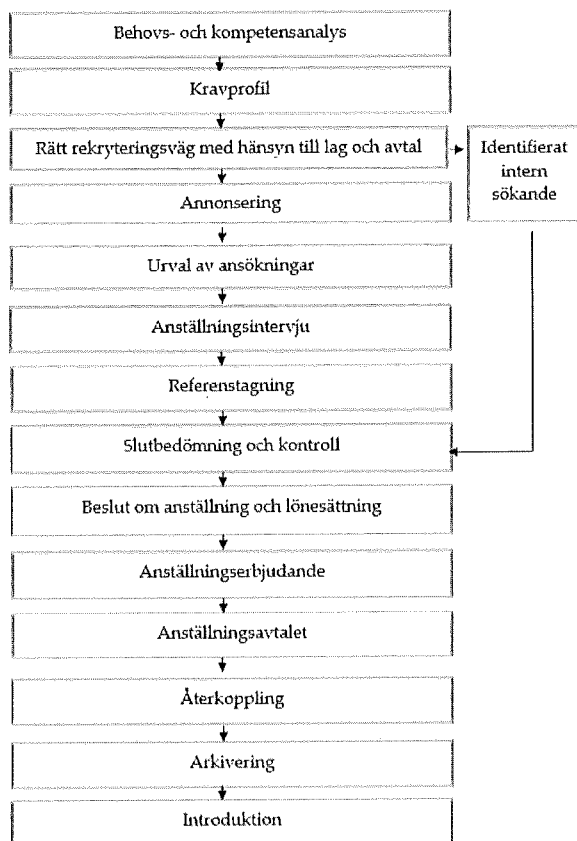 Behovs- och kompetensanalys
Kravprofil
Rätt rekryteringsväg med hänsyn till lag och avtal
Identifierat
intern
sökande
Annonsering
Urval av ansökningar
Anställningsintervju
Referenstagning
Slutbedömning och kontroll
Beslut om anställning och lönesättning
Anställningserbjudande
Anställningsavtalet
Återkoppling
Arkivering
Introduktion